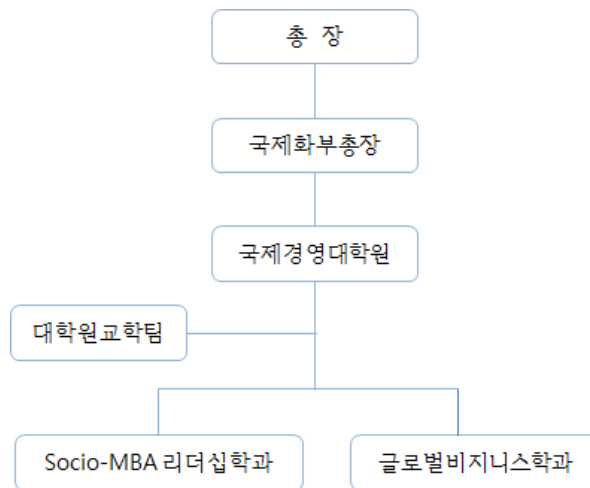 총 장
국제화부총장
국제경영대학원
대학원교학팀
Socio-MBA 리더십학과
글로벌비지니스학과